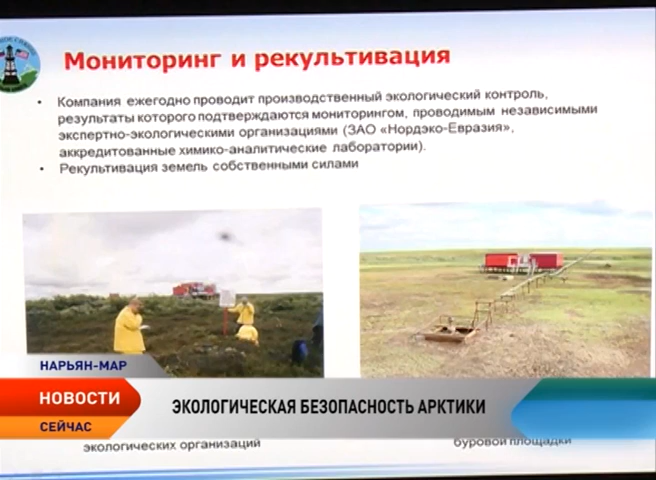 Мониторинг и рекультивация
• Компания ежегодно проводит производственный экологический контроль,
результаты которого подтверждаются мониторингом, проводимым независимыми
экспертно-экологическими организациями (ЗАО «Нордэко-Евразия»,
аккредитованные химико-аналитические лаборатории).
• Рекультивация земель собственными силами
НАРЬЯН-МАР
НОВОСТИ
ЭКОЛОГИЧЕСКАЯ БЕЗОПАСНОСТЬ АРКТИКИ
СЕЙЧАС
экологических организаций
буровой площадки